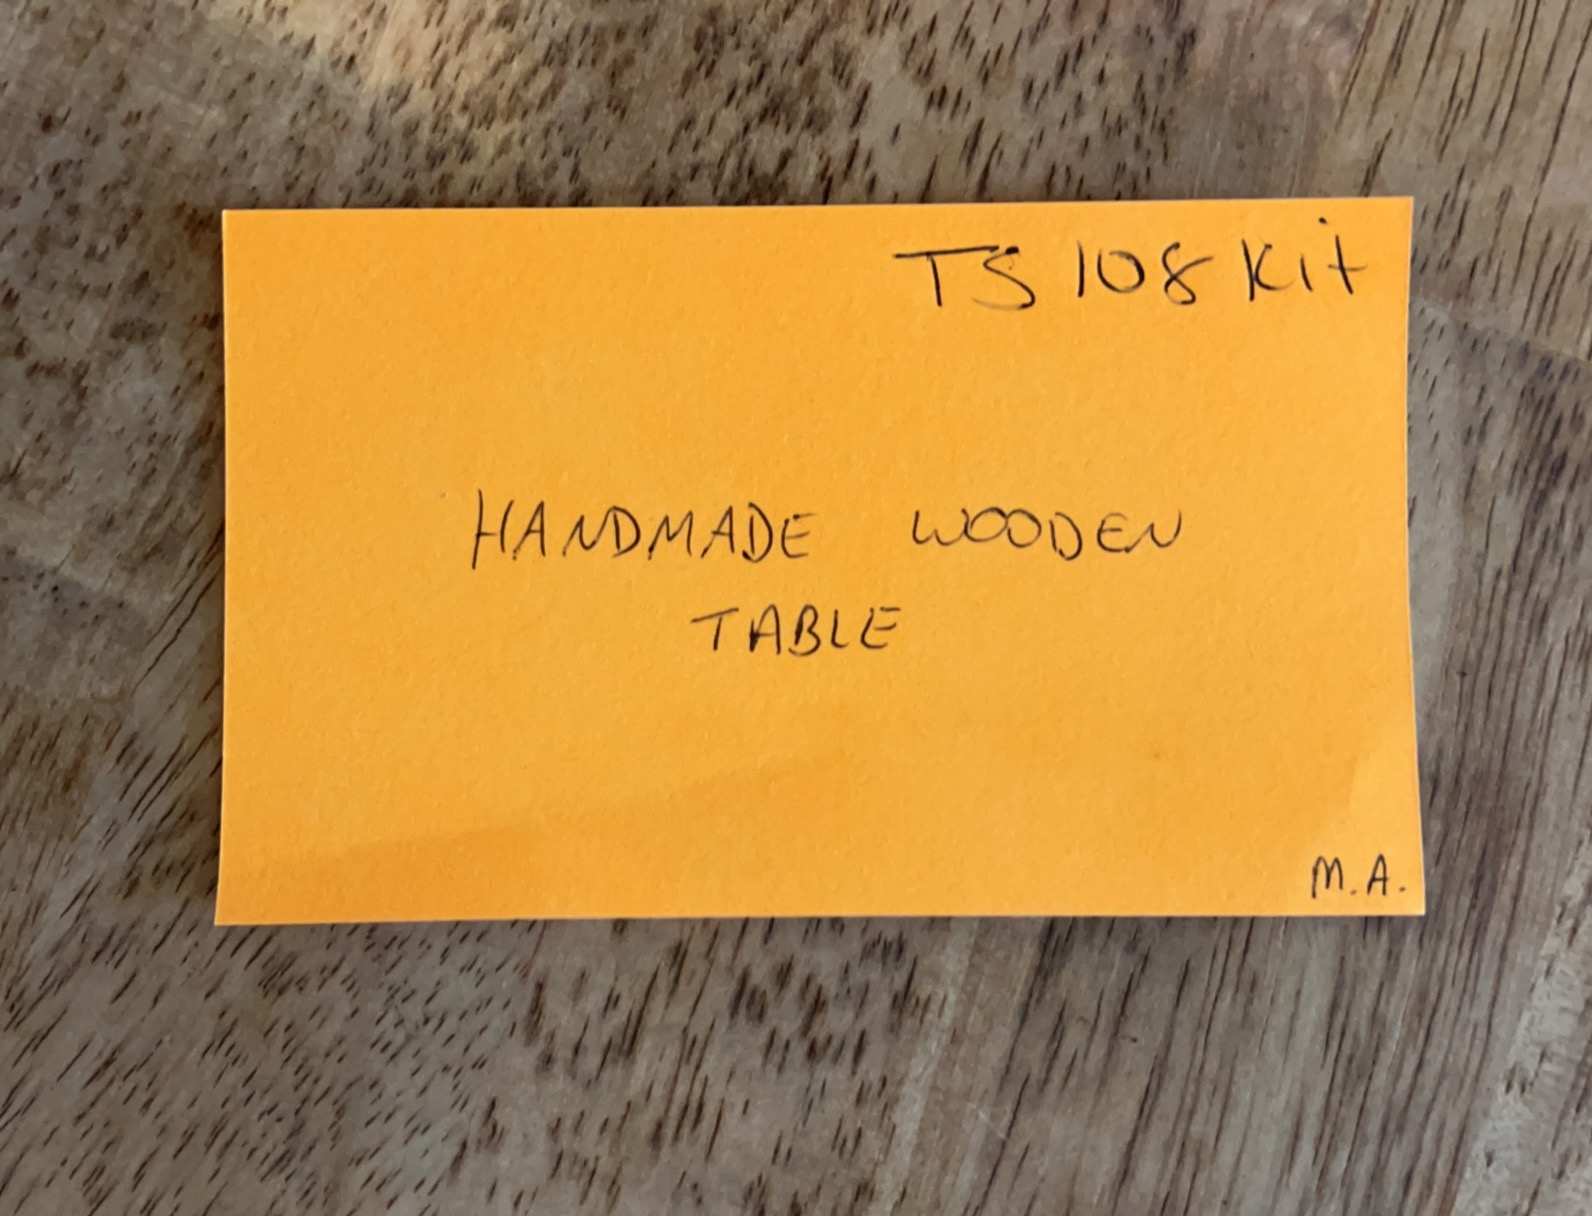 TS 108 Kit
HANDMADE WOODEN
TABLE
M.A.